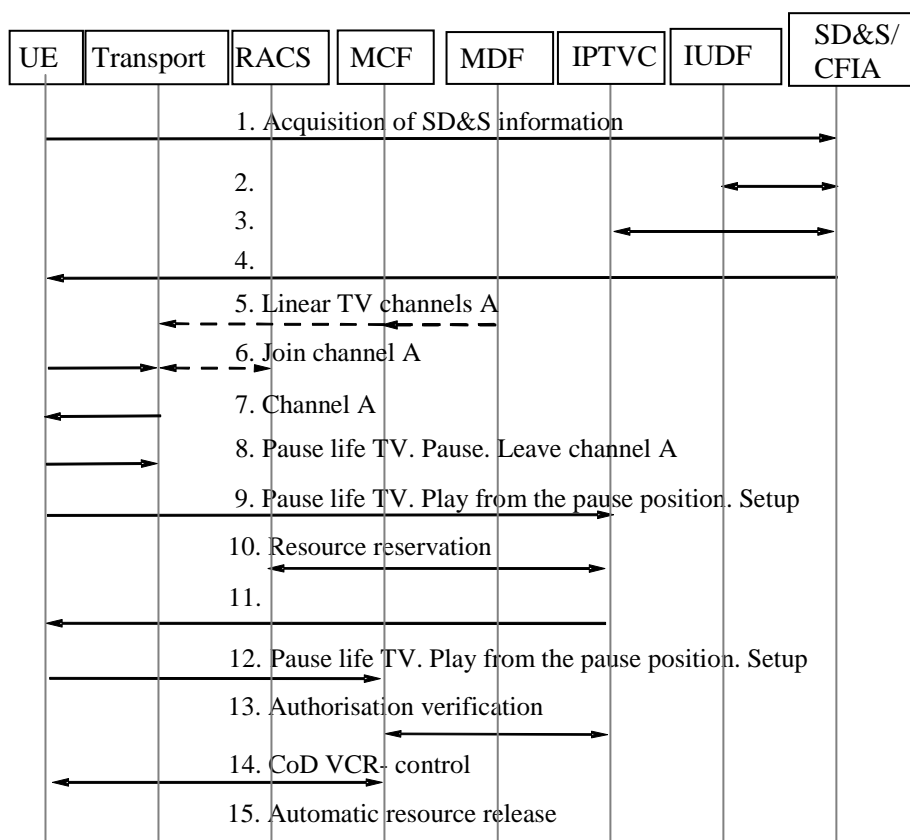 UE
Transport
RACS
MCF
MDF
IPTVC
IUDF
SD&S/
CFIA
1. Acquisition of SD&S information
2.
3.
4.
5. Linear TV channels A
6. Join channel A
7. Channel A
8. Pause life TV. Pause. Leave channel A
9. Pause life TV. Play from the pause position. Setup
10. Resource reservation
11.
12. Pause life TV. Play from the pause position. Setup
13. Authorisation verification
14. CoD VCR- control
15. Automatic resource release